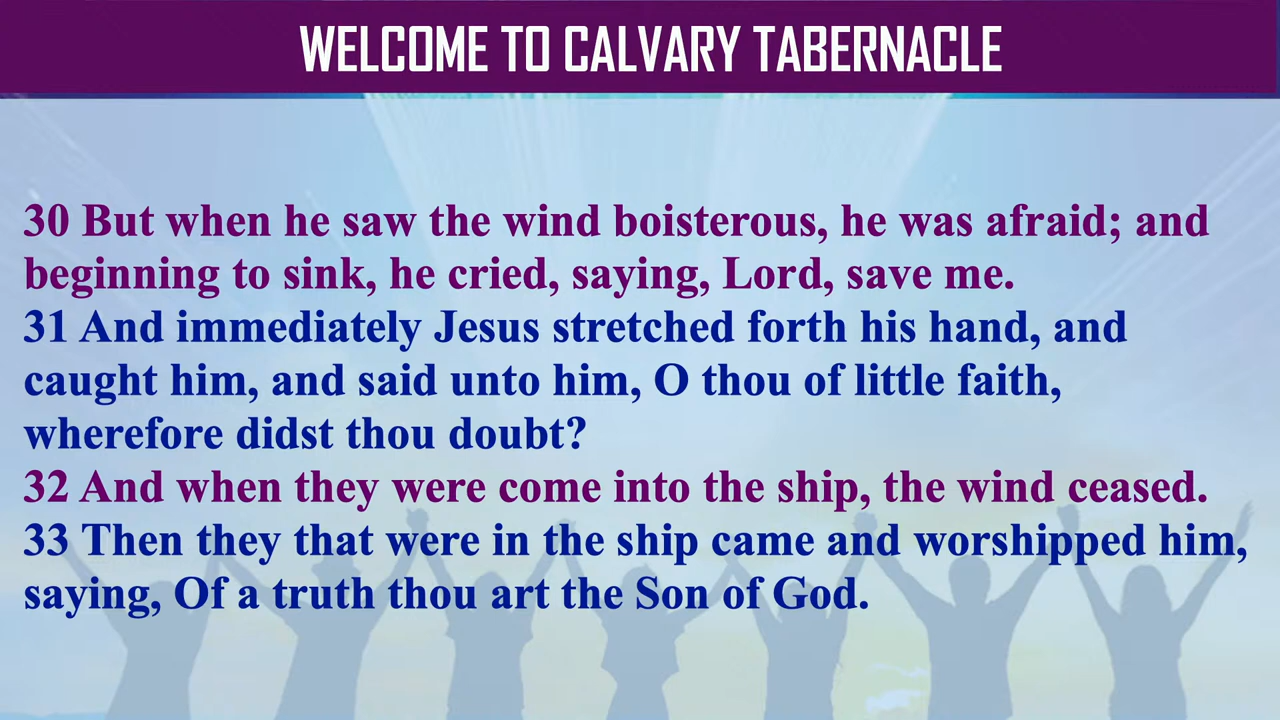 WELCOME TO CALVARY TABERNACLE
30 But when he saw the wind boisterous, he was afraid; and
beginning to sink, he cried, saying, Lord, save me.
31 And immediately Jesus stretched forth his hand, and
caught him, and said unto him, O thou of little faith,
wherefore didst thou doubt?
32 And when they were come into the ship, the wind ceased.
33 Then they that were in the ship came and worshipped him,
saying, Of a truth thou art the Son of God.